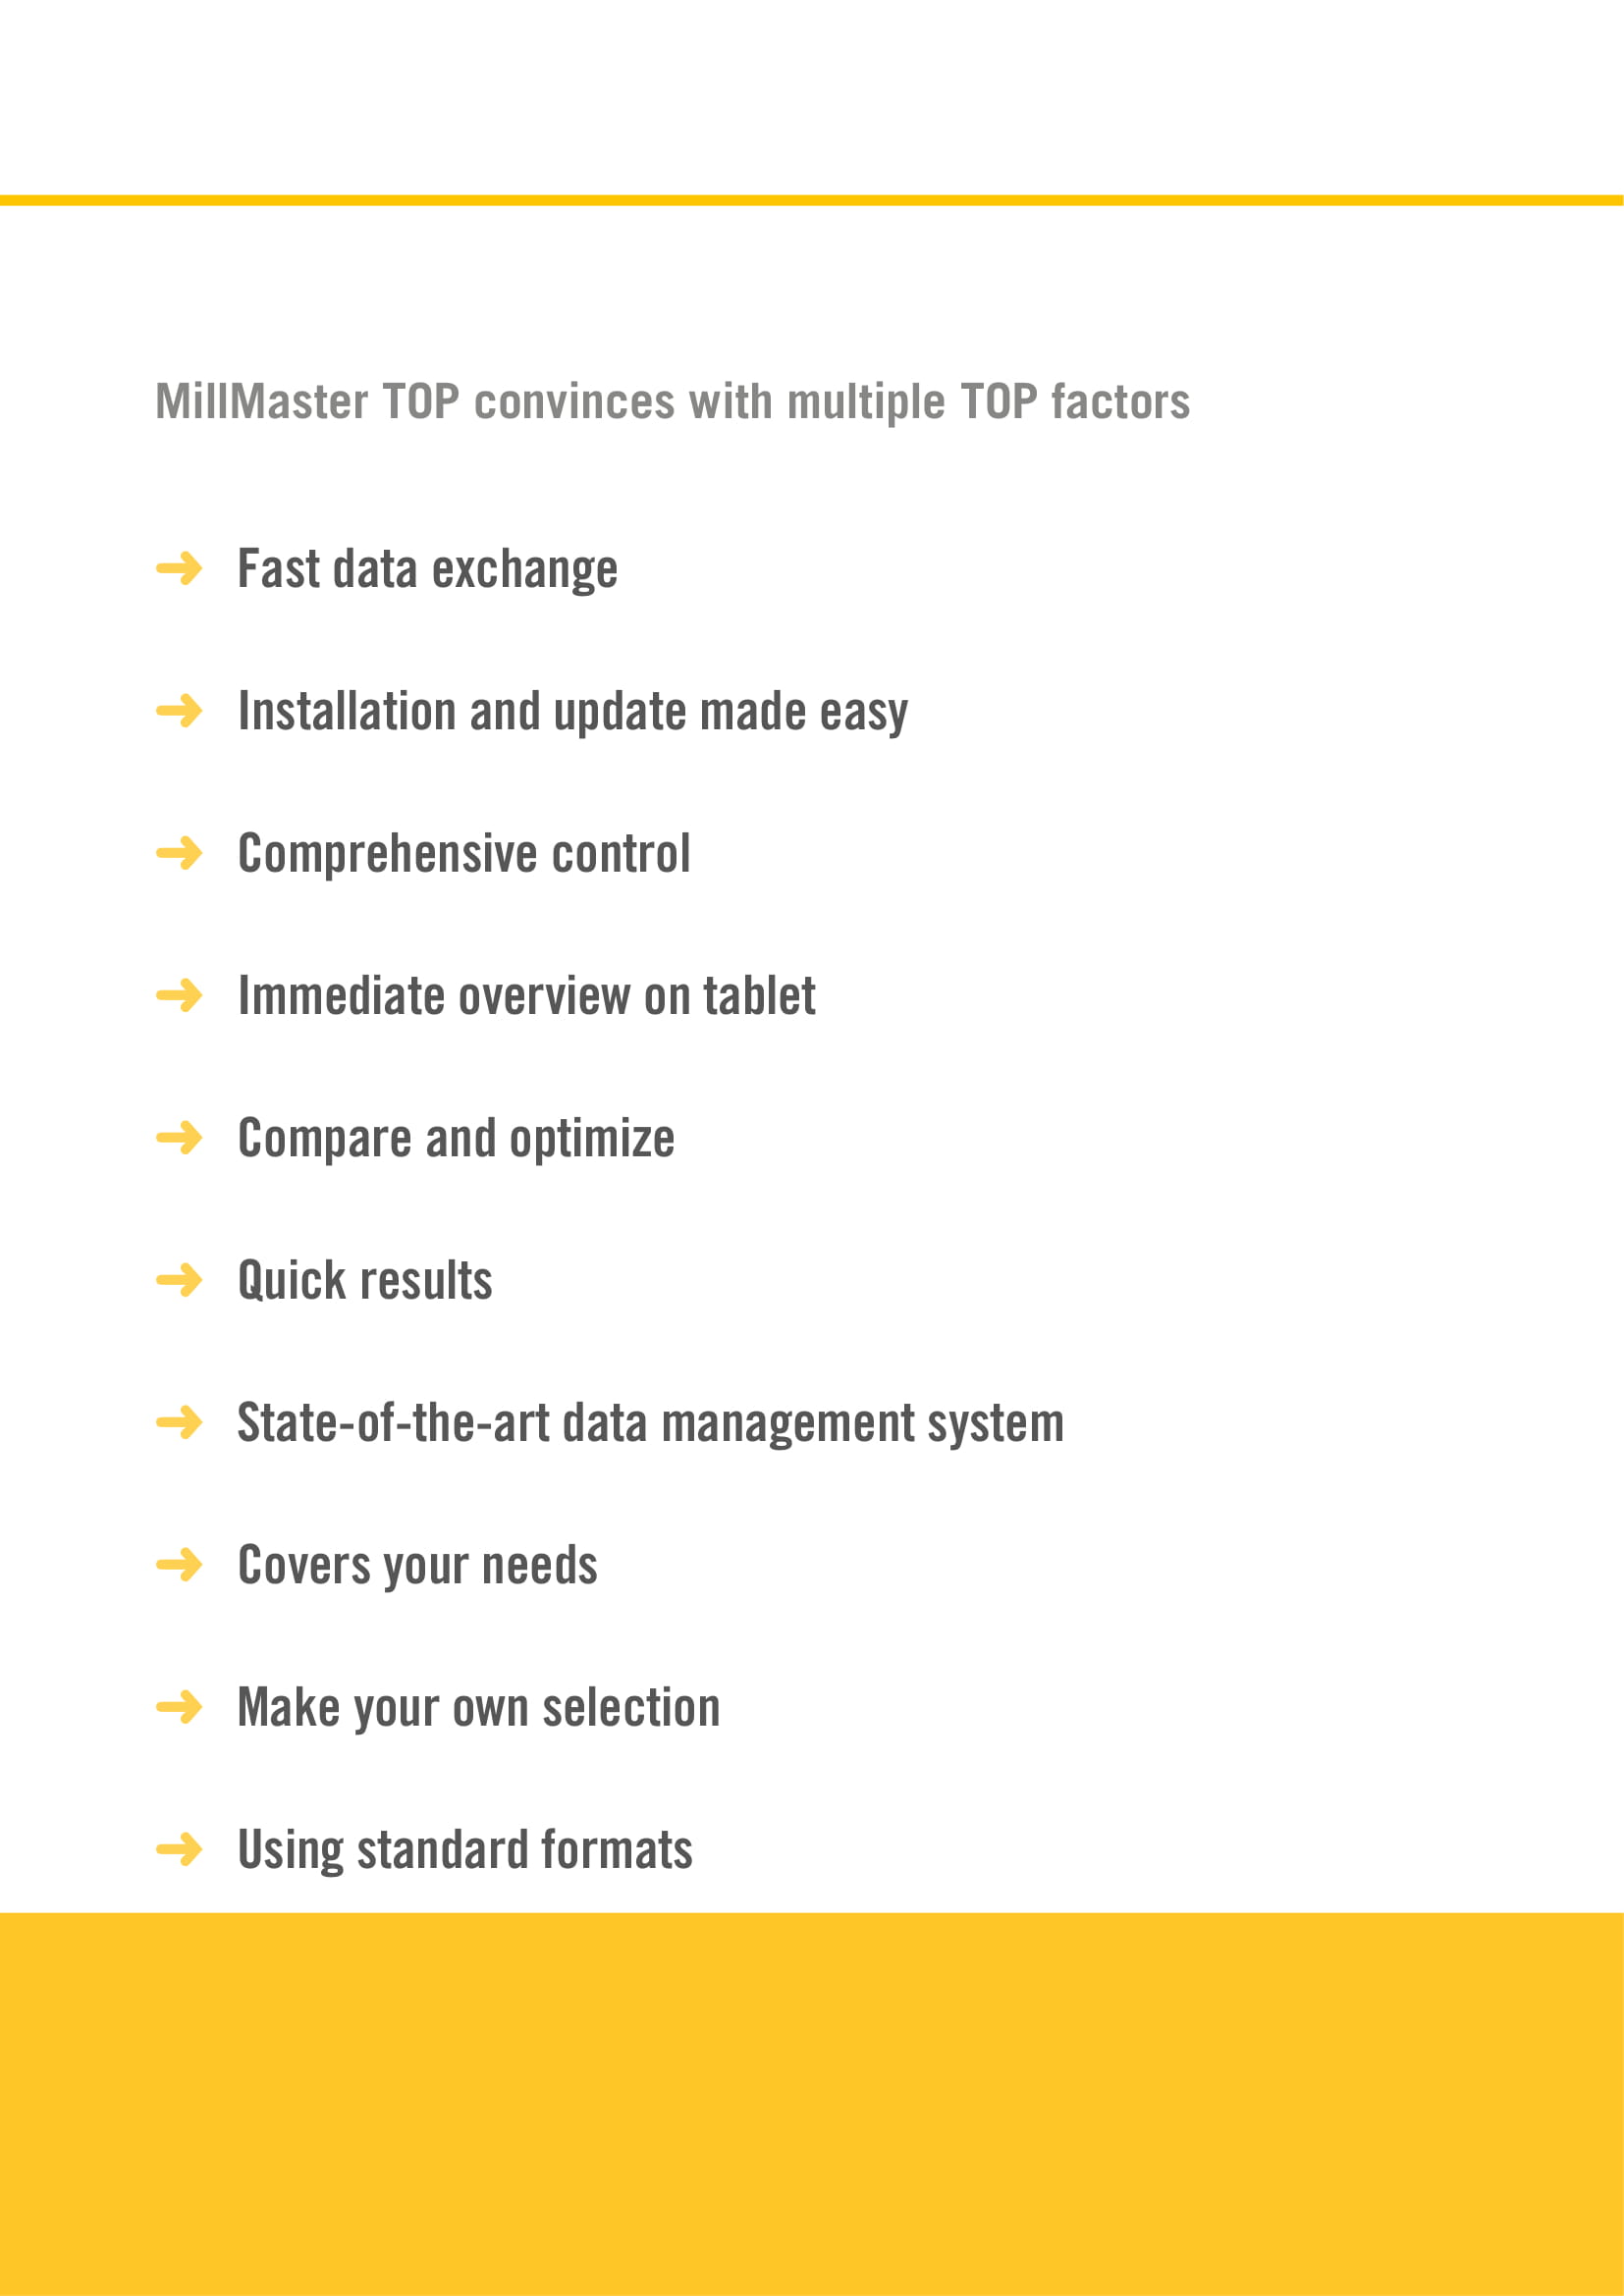 MillMaster TOP convinces with multiple TOP factors
Fast data exchange
Installation and update made easy
Comprehensive control
Immediate overview on tablet
Compare and optimize
Quick results
State-of-the-art data management system
Covers your needs
Make your own selection
Using standard formats